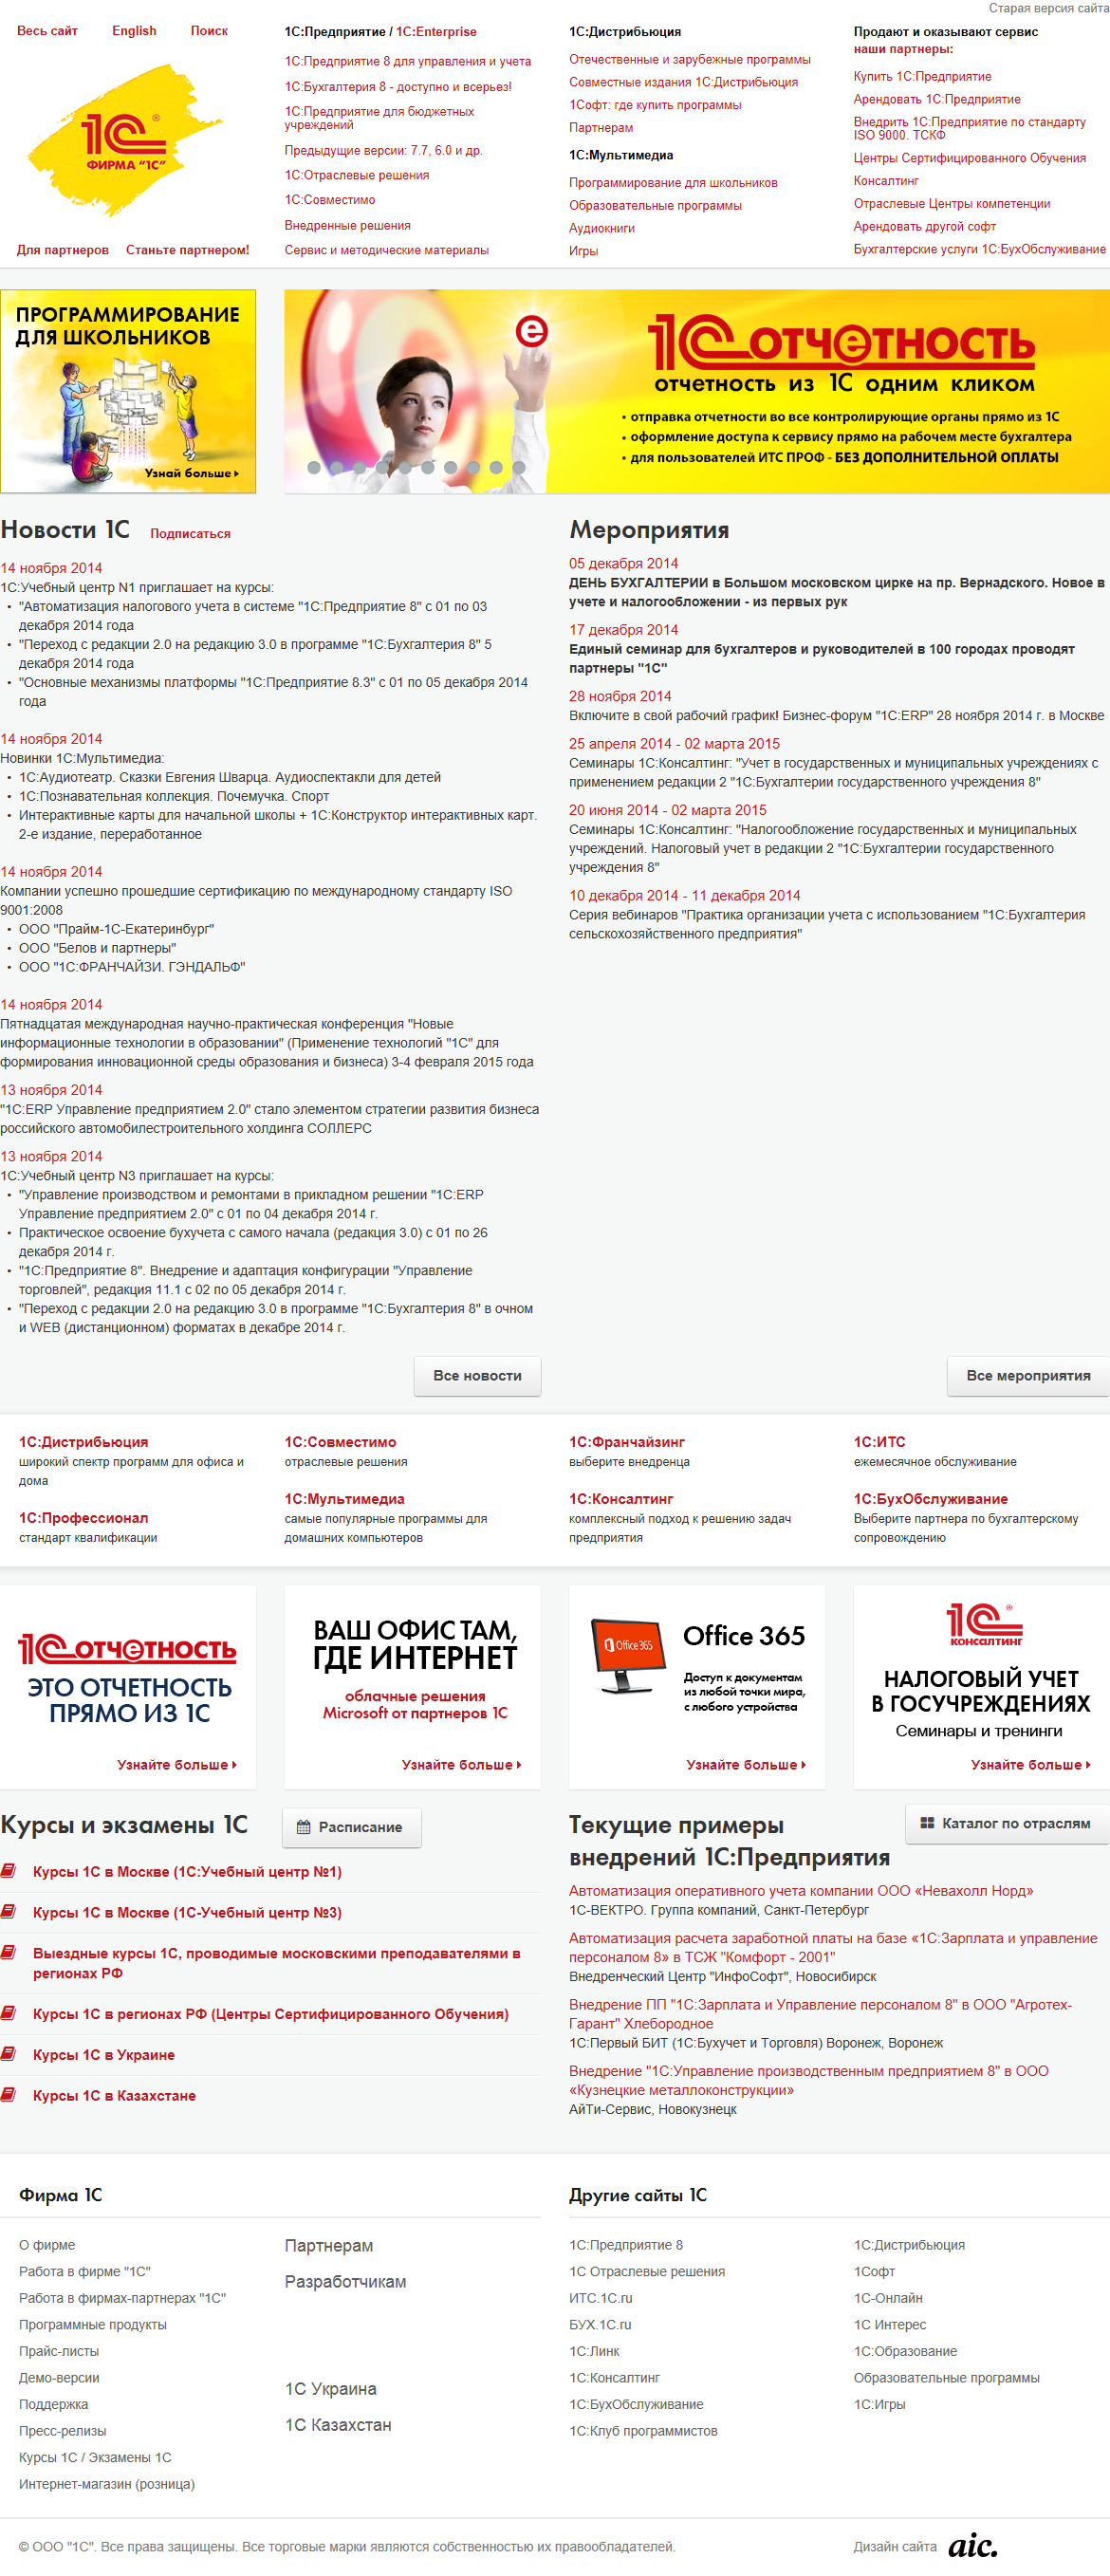 Старая версия сайта
Весь сайт
English
Поиск
1С®
ФИРМА "1С"
Для партнеров
Станьте партнером!
1С:Предприятие / 1C:Enterprise
1С:Предприятие 8 для управления и учета
1С:Бухгалтерия 8 - доступно и всерьез!
1С:Предприятие для бюджетных
учреждений
Предыдущие версии: 7.7, 6.0 и др.
1С:Отраслевые решения
1С:Совместимо
Внедренные решения
Сервис и методические материалы
1С:Дистрибьюция
Отечественные и зарубежные программы
Совместные издания 1С:Дистрибьюция
1Софт: где купить программы
Партнерам
1С:Мультимедиа
Программирование для школьников
Образовательные программы
Аудиокниги
Игры
Продают и оказывают сервис
наши партнеры:
Купить 1С:Предприятие
Арендовать 1С:Предприятие
Внедрить 1С:Предприятие по стандарту
ISO 9000. ТСКФ
Центры Сертифицированного Обучения
Консалтинг
Отраслевые Центры компетенции
Арендовать другой софт
Бухгалтерские услуги 1С:БухОбслуживание
ПРОГРАММИРОВАНИЕ
ДЛЯ ШКОЛЬНИКОВ
Узнай больше
е
1С отчетность
отчетность из 1С одним кликом
• отправка отчетности во все контролирующие органы прямо из 1С
• оформление доступа к сервису прямо на рабочем месте бухгалтера
• для пользователей ИТС ПРОФ - БЕЗ ДОПОЛНИТЕЛЬНОЙ ОПЛАТЫ
Новости 1С
Подписаться
14 ноября 2014
1С:Учебный центр N1 приглашает на курсы:
• "Автоматизация налогового учета в системе "1С:Предприятие 8" с 01 по 03
декабря 2014 года
• "Переход с редакции 2.0 на редакцию 3.0 в программе "1С:Бухгалтерия 8" 5
декабря 2014 года
• "Основные механизмы платформы "1С:Предприятие 8.3" с 01 по 05 декабря 2014
года
14 ноября 2014
Новинки 1С:Мультимедиа:
• 1С:Аудиотеатр. Сказки Евгения Шварца. Аудиоспектакли для детей
• 1С:Познавательная коллекция. Почемучка. Спорт
• Интерактивные карты для начальной школы + 1С:Конструктор интерактивных карт.
2-е издание, переработанное
14 ноября 2014
Компании успешно прошедшие сертификацию по международному стандарту ISO
9001:2008
• ООО "Прайм-1С-Екатеринбург"
• ООО "Белов и партнеры"
• ООО "1С:ФРАНЧАЙЗИ. ГЭНДАЛЬФ"
14 ноября 2014
Пятнадцатая международная научно-практическая конференция "Новые
информационные технологии в образовании" (Применение технологий "1С" для
формирования инновационной среды образования и бизнеса) 3-4 февраля 2015 года
13 ноября 2014
"1С:ERP Управление предприятием 2.0" стало элементом стратегии развития бизнеса
российского автомобилестроительного холдинга СОЛЛЕРС
13 ноября 2014
1С:Учебный центр N3 приглашает на курсы:
• "Управление производством и ремонтами в прикладном решении "1С:ERP
Управление предприятием 2.0" с 01 по 04 декабря 2014 г.
• Практическое освоение бухучета с самого начала (редакция 3.0) с 01 по 26
декабря 2014 г.
• "1С:Предприятие 8". Внедрение и адаптация конфигурации "Управление
торговлей", редакция 11.1 с 02 по 05 декабря 2014 г.
• "Переход с редакции 2.0 на редакцию 3.0 в программе "1С:Бухгалтерия 8" в очном
и WEB (дистанционном) форматах в декабре 2014 г.
Все новости
Мероприятия
05 декабря 2014
ДЕНЬ БУХГАЛТЕРИИ в Большом московском цирке на пр. Вернадского. Новое в
учете и налогообложении - из первых рук
17 декабря 2014
Единый семинар для бухгалтеров и руководителей в 100 городах проводят
партнеры "1С"
28 ноября 2014
Включите в свой рабочий график! Бизнес-форум "1С:ERP" 28 ноября 2014 г. в Москве
25 апреля 2014 - 02 марта 2015
Семинары 1С:Консалтинг: "Учет в государственных и муниципальных учреждениях с
применением редакции 2 "1С:Бухгалтерии государственного учреждения 8"
20 июня 2014 - 02 марта 2015
Семинары 1С:Консалтинг: "Налогообложение государственных и муниципальных
учреждений. Налоговый учет в редакции 2 "1С:Бухгалтерии государственного
учреждения 8"
10 декабря 2014 - 11 декабря 2014
Серия вебинаров "Практика организации учета с использованием "1С:Бухгалтерия
сельскохозяйственного предприятия"
Все мероприятия
1С:Дистрибьюция
широкий спектр программ для офиса и
дома
1С:Профессионал
стандарт квалификации
1С:Совместимо
отраслевые решения
1С:Мультимедиа
самые популярные программы для
домашних компьютеров
1С:Франчайзинг
выберите внедренца
1С:Консалтинг
комплексный подход к решению задач
предприятия
1С:ИТС
ежемесячное обслуживание
1С:БухОбслуживание
Выберите партнера по бухгалтерскому
сопровождению
1С отчетность
ЭТО ОТЧЕТНОСТЬ
ПРЯМО ИЗ 1С
Узнайте больше
ВАШ ОФИС ТАМ,
ГДЕ ИНТЕРНЕТ
облачные решения
Microsoft от партнеров 1С
Узнайте больше
Office 365
Office 365
Доступ к документам
из любой точки мира,
с любого устройства
Узнайте больше
1С®
КОНСАЛТИНГ
НАЛОГОВЫЙ УЧЕТ
В ГОСУЧРЕЖДЕНИЯХ
Семинары и тренинги
Узнайте больше
Курсы и экзамены 1С
Расписание
Курсы 1С в Москве (1С:Учебный центр №1)
Курсы 1С в Москве (1С-Учебный центр №3)
Выездные курсы 1С, проводимые московскими преподавателями в
регионах РФ
Курсы 1С в регионах РФ (Центры Сертифицированного Обучения)
Курсы 1С в Украине
Курсы 1С в Казахстане
Текущие примеры
внедрений 1С:Предприятия
Каталог по отраслям
Автоматизация оперативного учета компании ООО «Невахолл Норд»
1С-ВЕКТРО. Группа компаний, Санкт-Петербург
Автоматизация расчета заработной платы на базе «1С:Зарплата и управление
персоналом 8» в ТСЖ "Комфорт - 2001"
Внедренческий Центр "ИнфоСофт", Новосибирск
Внедрение ПП "1С:Зарплата и Управление персоналом 8" в ООО "Агротех-
Гарант" Хлебородное
1С:Первый БИТ (1С:Бухучет и Торговля) Воронеж, Воронеж
Внедрение "1С:Управление производственным предприятием 8" в ООО
«Кузнецкие металлоконструкции»
АйТи-Сервис, Новокузнецк
Фирма 1С
О фирме
Работа в фирме "1С"
Работа в фирмах-партнерах "1С"
Программные продукты
Прайс-листы
Демо-версии
Поддержка
Пресс-релизы
Курсы 1С / Экзамены 1С
Интернет-магазин (розница)
Партнерам
Разработчикам
1С Украина
1С Казахстан
Другие сайты 1С
1С:Предприятие 8
1С Отраслевые решения
ИТС.1С.ru
БУХ.1С.ru
1С:Линк
1С:Консалтинг
1С:БухОбслуживание
1С:Клуб программистов
1С:Дистрибьюция
1Софт
1С-Онлайн
1С Интерес
1С:Образование
Образовательные программы
1С:Игры
© ООО "1С". Все права защищены. Все торговые марки являются собственностью их правообладателей.
Дизайн сайта aic.